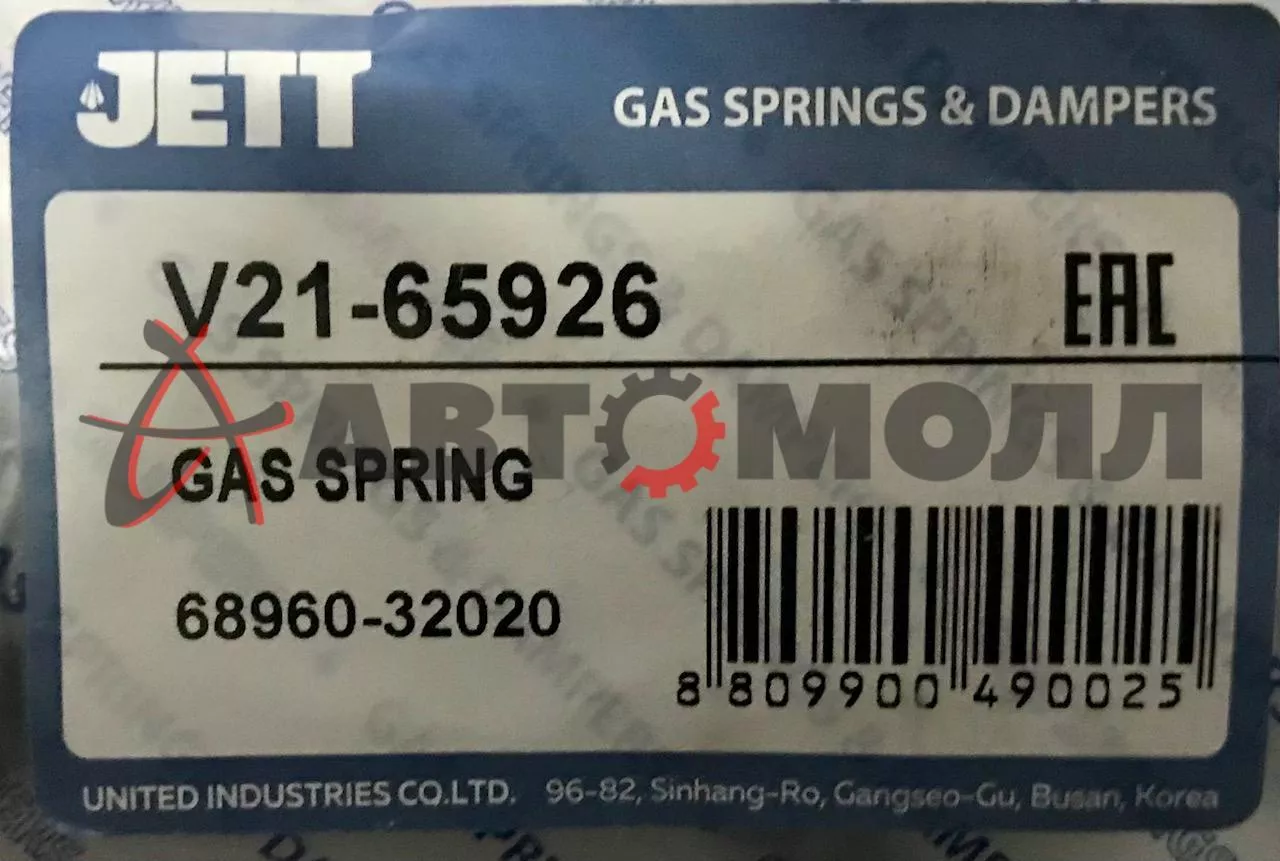 JETT
GAS SPRINGS & DAMPERS
V21-65926
EAC
АВТОМОЛЛ
GAS SPRING
68960-32020
8 809900 490025
UNITED INDUSTRIES CO.LTD. 96-82, Sinhang-Ro, Gangseo-Gu, Busan, Korea